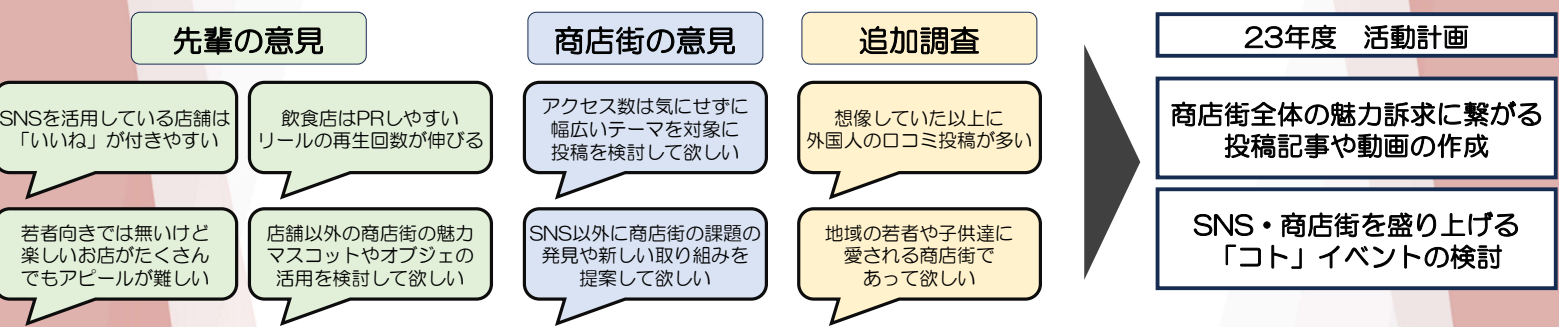 先輩の意見
SNSを活用している店舗は
「いいね」が付きやすい
飲食店はPRしやすい
リールの再生回数が伸びる
若者向きでは無いけど
楽しいお店がたくさん
でもアピールが難しい
店舗以外の商店街の魅力
マスコットやオブジェの
活用を検討して欲しい
商店街の意見
アクセス数は気にせずに
幅広いテーマを対象に
投稿を検討して欲しい
SNS以外に商店街の課題の
発見や新しい取り組みを
提案して欲しい
追加調査
想像していた以上に
外国人の口コミ投稿が多い
地域の若者や子供達に
愛される商店街で
あって欲しい
23年度　活動計画
商店街全体の魅力訴求に繋がる
投稿記事や動画の作成
SNS・商店街を盛り上げる
「コト」イベントの検討